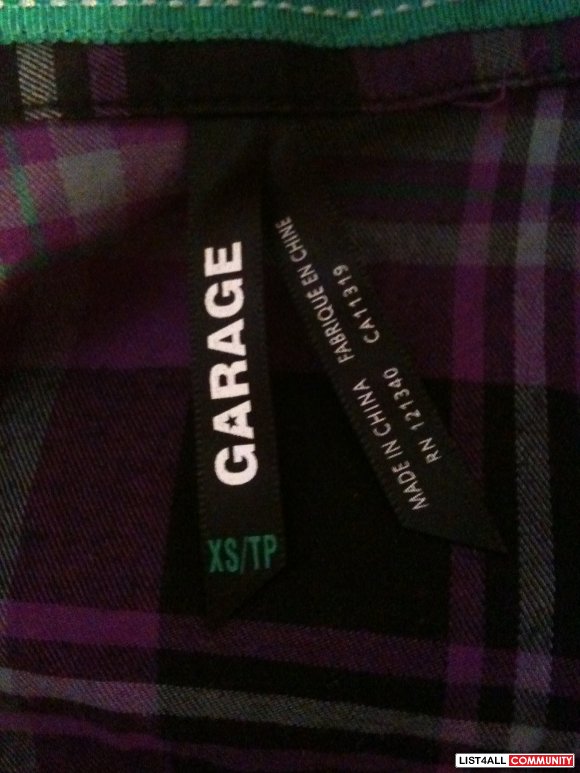 GARAGE
XS/TP
MADE IN CHINA FABRIQUE EN CHINE
RN 121340 CA11319
LIST4ALL COMMUNITY